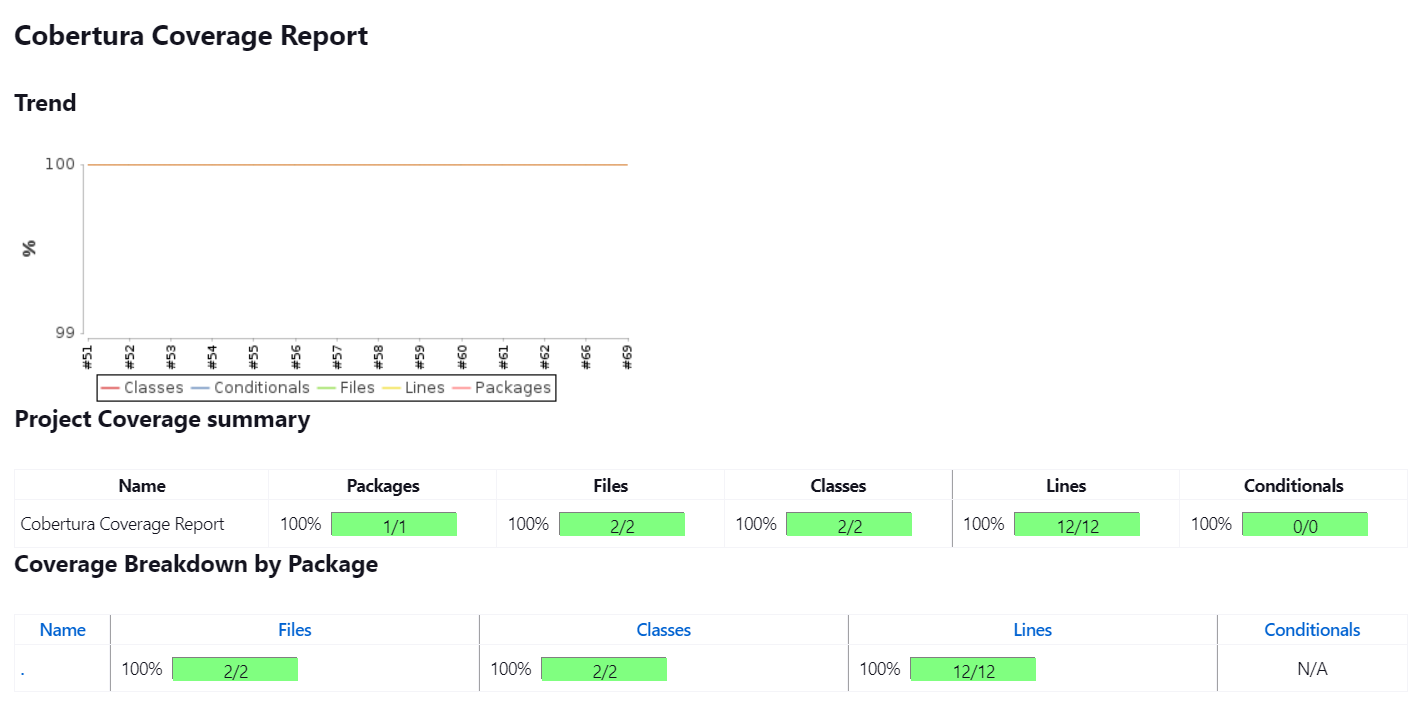 Cobertura Coverage Report
Trend
100
%
99
#51 #52 #53 #54 #55 #56 #57 #58 #59 #60 #61 #62 #66 #69
Classes Conditionals Files Lines Packages
Project Coverage summary
Name Packages Files Classes Lines Conditionals
Cobertura Coverage Report 100% 1/1 100% 2/2 100% 2/2 100% 12/12 100% 0/0
Coverage Breakdown by Package
Name Files Classes Lines Conditionals
. 100% 2/2 100% 2/2 100% 12/12 N/A